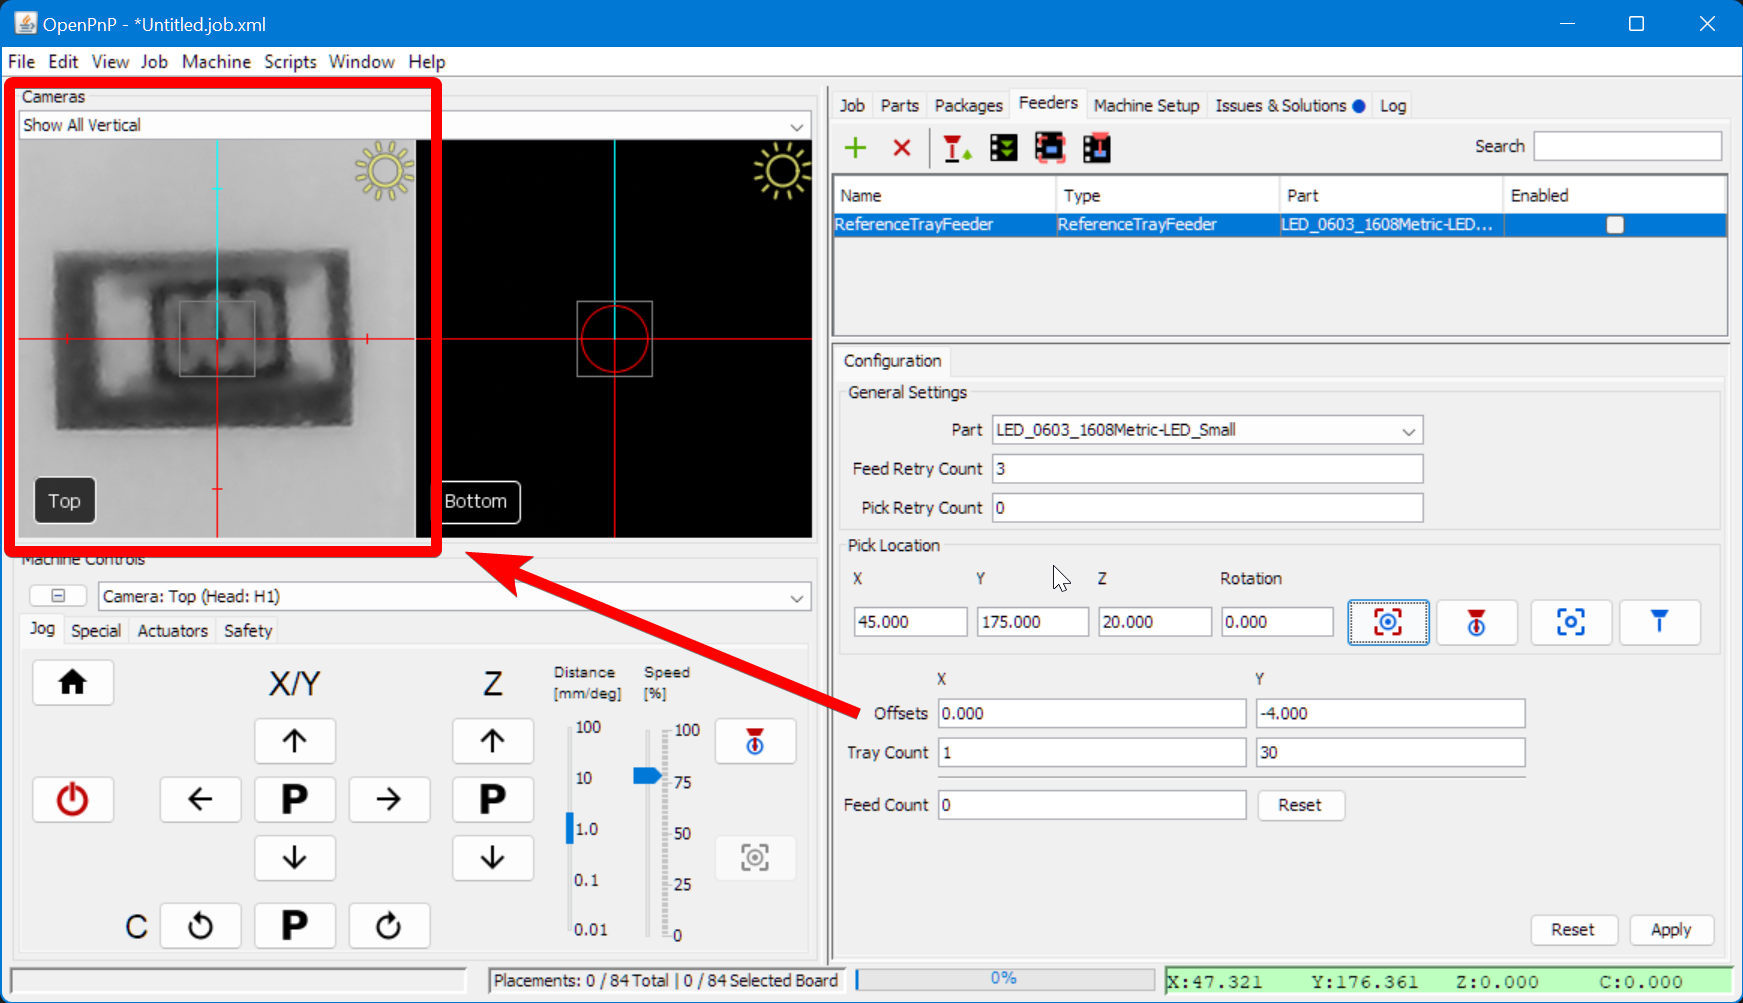 OpenPnP - *Untitled.job.xml
File Edit View Job Machine Scripts Window Help
Cameras
Show All Vertical
Top
Bottom
Machine Controls
Camera: Top (Head: H1)
Jog Special Actuators Safety
X/Y
Z
Distance
[mm/deg]
Speed
[%]
100
10
1.0
0.1
0.01
100
75
50
25
0
P
P
C
P
Job Parts Packages Feeders Machine Setup Issues & Solutions Log
Search
Name Type Part Enabled
ReferenceTrayFeeder ReferenceTrayFeeder LED_0603_1608Metric-LED...
Configuration
General Settings
Part LED_0603_1608Metric-LED_Small
Feed Retry Count 3
Pick Retry Count 0
Pick Location
X Y Z Rotation
45.000 175.000 20.000 0.000
X Y
Offsets 0.000 -4.000
Tray Count 1 30
Feed Count 0 Reset
Reset Apply
Placements: 0 / 84 Total | 0 / 84 Selected Board
0%
X:47.321 Y:176.361 Z:0.000 C:0.000